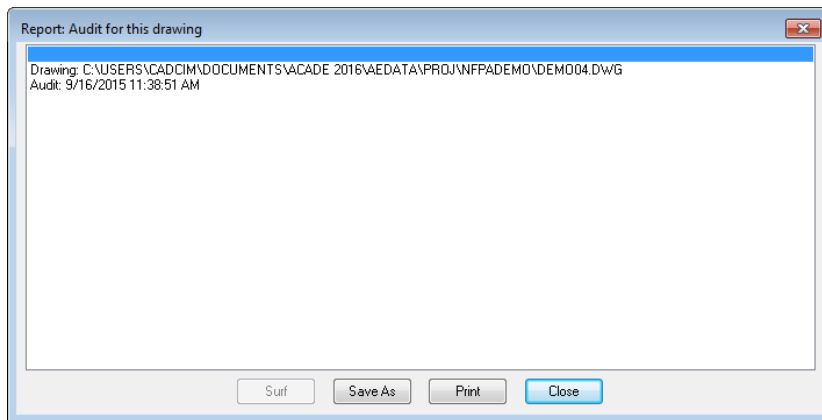 Report: Audit for this drawing
Drawing: C:\USERS\CADCIM\DOCUMENTS\ACADE 2016\AEDATA\PROJ\NFPADEMO\DEMO04.DWG
Audit: 9/16/2015 11:38:51 AM
Surf Save As Print Close